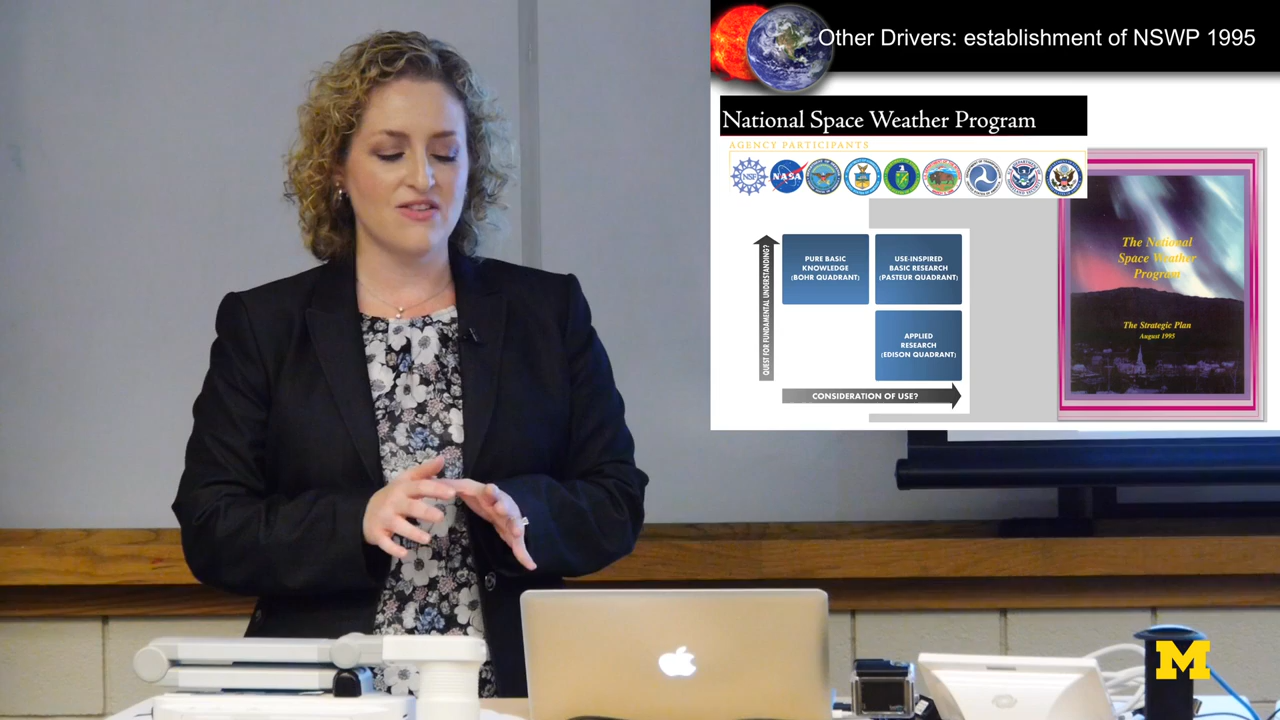 Other Drivers: establishment of NSWP 1995
National Space Weather Program
AGENCY PARTICIPANTS
NSF
NASA
QUEST FOR FUNDAMENTAL UNDERSTANDING?
PURE BASIC
KNOWLEDGE
(BOHR QUADRANT)
USE-INSPIRED
BASIC RESEARCH
(PASTEUR QUADRANT)
APPLIED
RESEARCH
(EDISON QUADRANT)
CONSIDERATION OF USE?
The National
Space Weather
Program
The Strategic Plan
August 1995
M